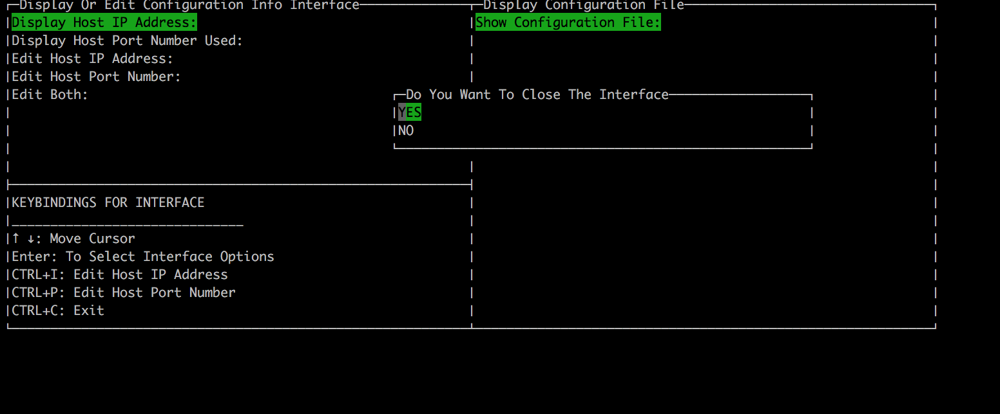 Display Or Edit Configuration Info Interface
Display Host IP Address:
Display Host Port Number Used:
Edit Host IP Address:
Edit Host Port Number:
Edit Both:
KEYBINDINGS FOR INTERFACE
______________________________
↑ ↓: Move Cursor
Enter: To Select Interface Options
CTRL+I: Edit Host IP Address
CTRL+P: Edit Host Port Number
CTRL+C: Exit
Display Configuration File
Show Configuration File:
Do You Want To Close The Interface
YES
NO